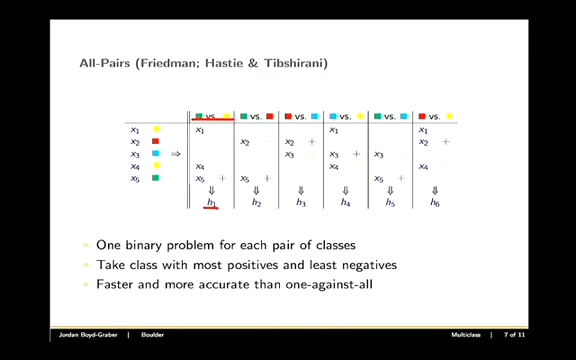 All-Pairs (Friedman; Hastie & Tibshirani)
vs. vs. vs. vs. vs. vs.
x1 x1 x1 x1
x2 x2 x2 + x2 +
x3 ⇒ x3 x3 + x3
x4 x4 x4 x4
x5 x5 + x5 + x5 +
⇓ ⇓ ⇓ ⇓ ⇓ ⇓
h1 h2 h3 h4 h5 h6
One binary problem for each pair of classes
Take class with most positives and least negatives
Faster and more accurate than one-against-all
Jordan Boyd-Graber | Boulder Multiclass | 7 of 11